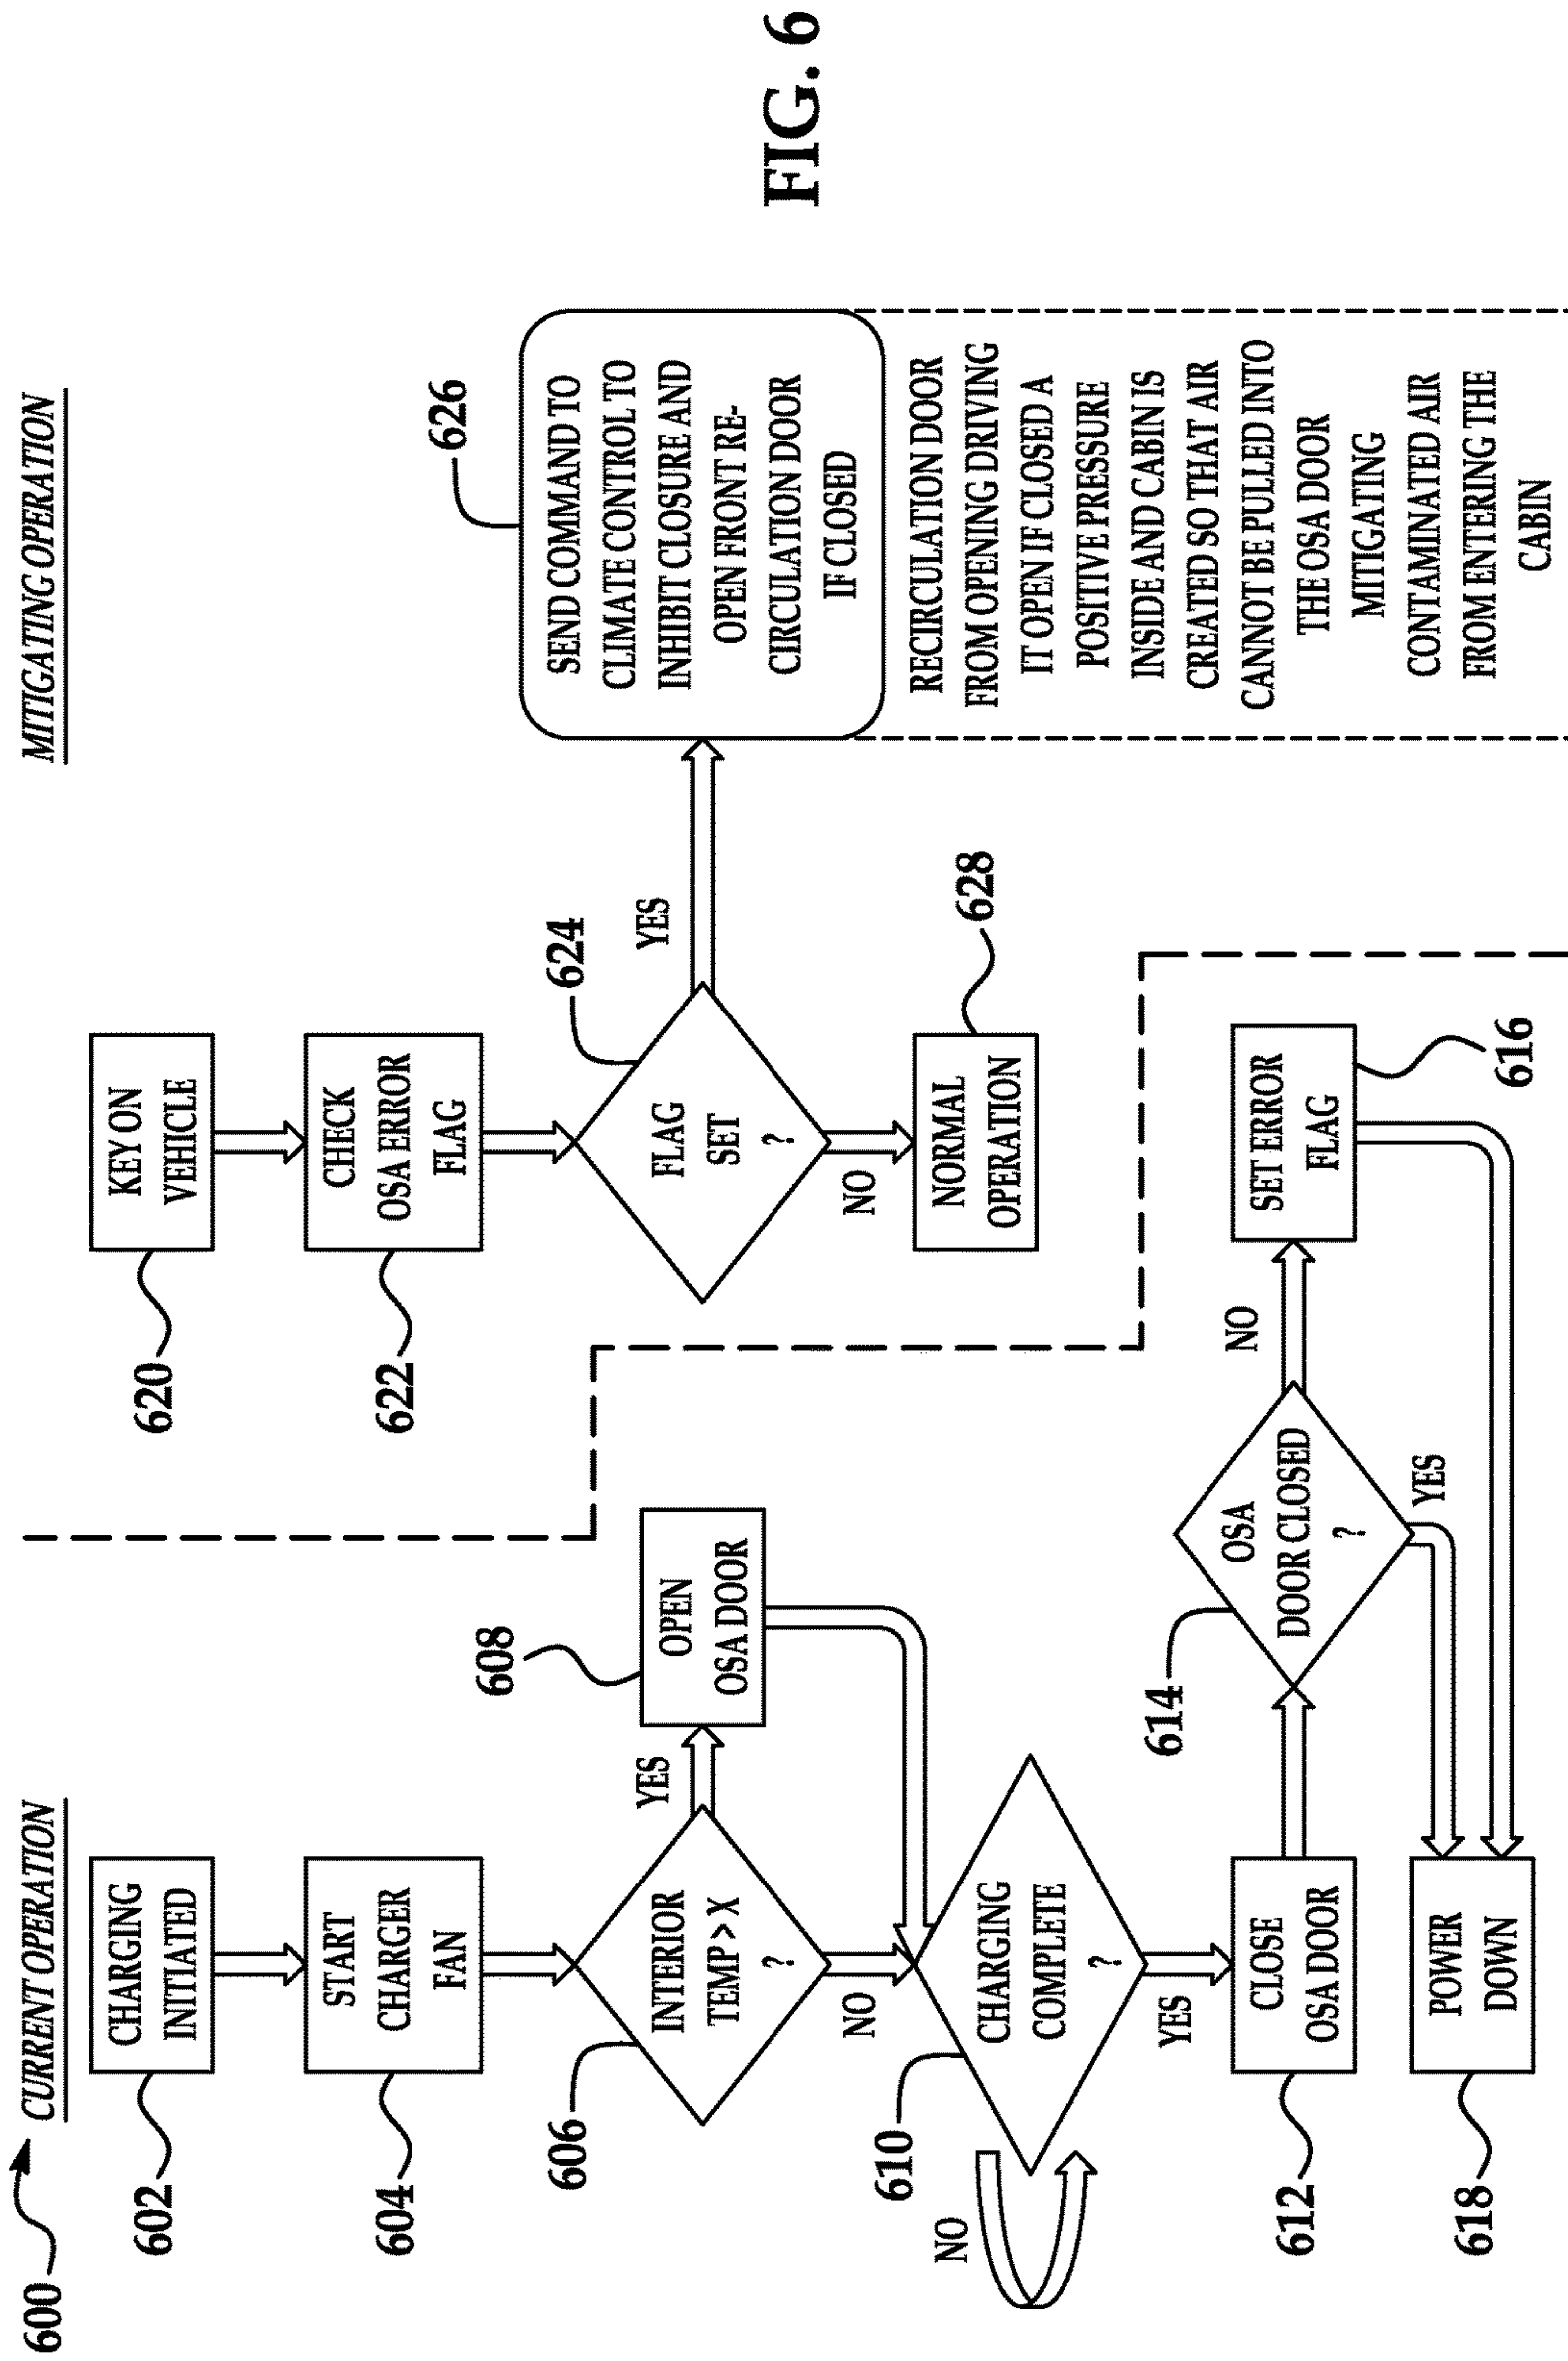 600
CURRENT OPERATION
602
CHARGING
INITIATED
604
START
CHARGER
FAN
606
INTERIOR
TEMP > X
?
YES
608
OPEN
OSA DOOR
NO
610
CHARGING
COMPLETE
?
NO
YES
612
CLOSE
OSA DOOR
614
OSA
DOOR CLOSED
?
NO
616
SET ERROR
FLAG
YES
618
POWER
DOWN
MITIGATING OPERATION
620
KEY ON
VEHICLE
622
CHECK
OSA ERROR
FLAG
624
FLAG
SET
?
YES
626
SEND COMMAND TO
CLIMATE CONTROL TO
INHIBIT CLOSURE AND
OPEN FRONT RE-
CIRCULATION DOOR
IF CLOSED
RECIRCULATION DOOR
FROM OPENING DRIVING
IT OPEN IF CLOSED A
POSITIVE PRESSURE
INSIDE AND CABIN IS
CREATED SO THAT AIR
CANNOT BE PULLED INTO
THE OSA DOOR
MITIGATING
CONTAMINATED AIR
FROM ENTERING THE
CABIN
NO
628
NORMAL
OPERATION
FIG. 6